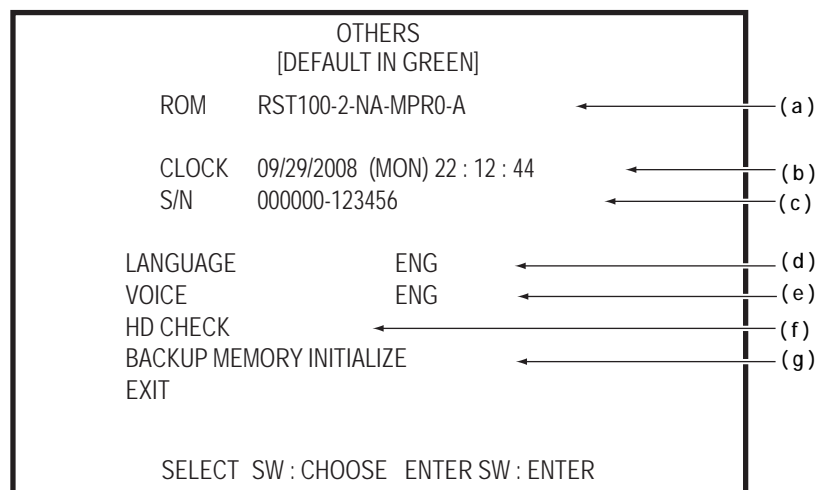 OTHERS
[DEFAULT IN GREEN]
ROM RST100-2-NA-MPR0-A (a)
CLOCK 09/29/2008 (MON) 22 : 12 : 44 (b)
S/N 000000-123456 (c)
LANGUAGE ENG (d)
VOICE ENG (e)
HD CHECK (f)
BACKUP MEMORY INITIALIZE (g)
EXIT
SELECT SW : CHOOSE ENTER SW : ENTER